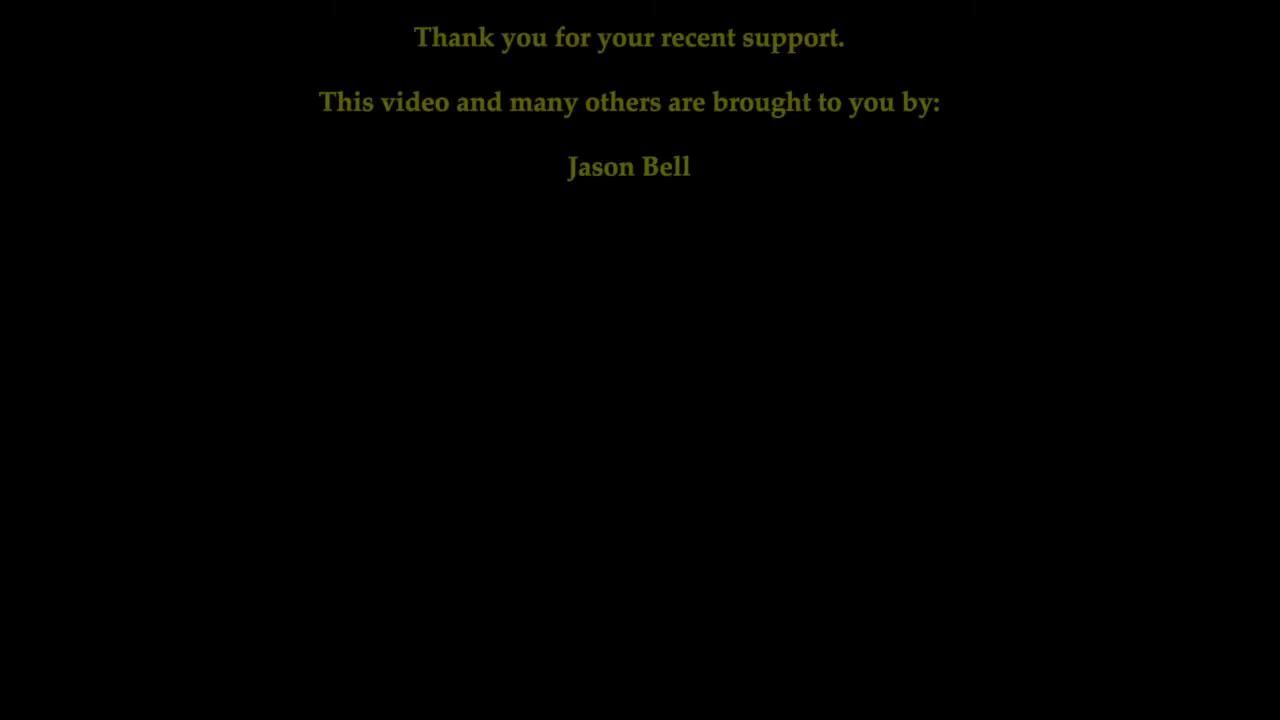 Thank you for your recent support.
This video and many others are brought to you by:
Jason Bell